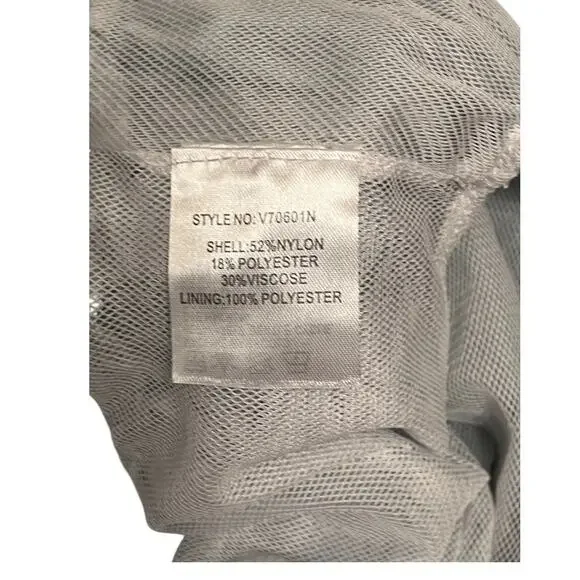 STYLE NO: V70601N
SHELL:52%NYLON
18% POLYESTER
30%VISCOSE
LINING:100% POLYESTER